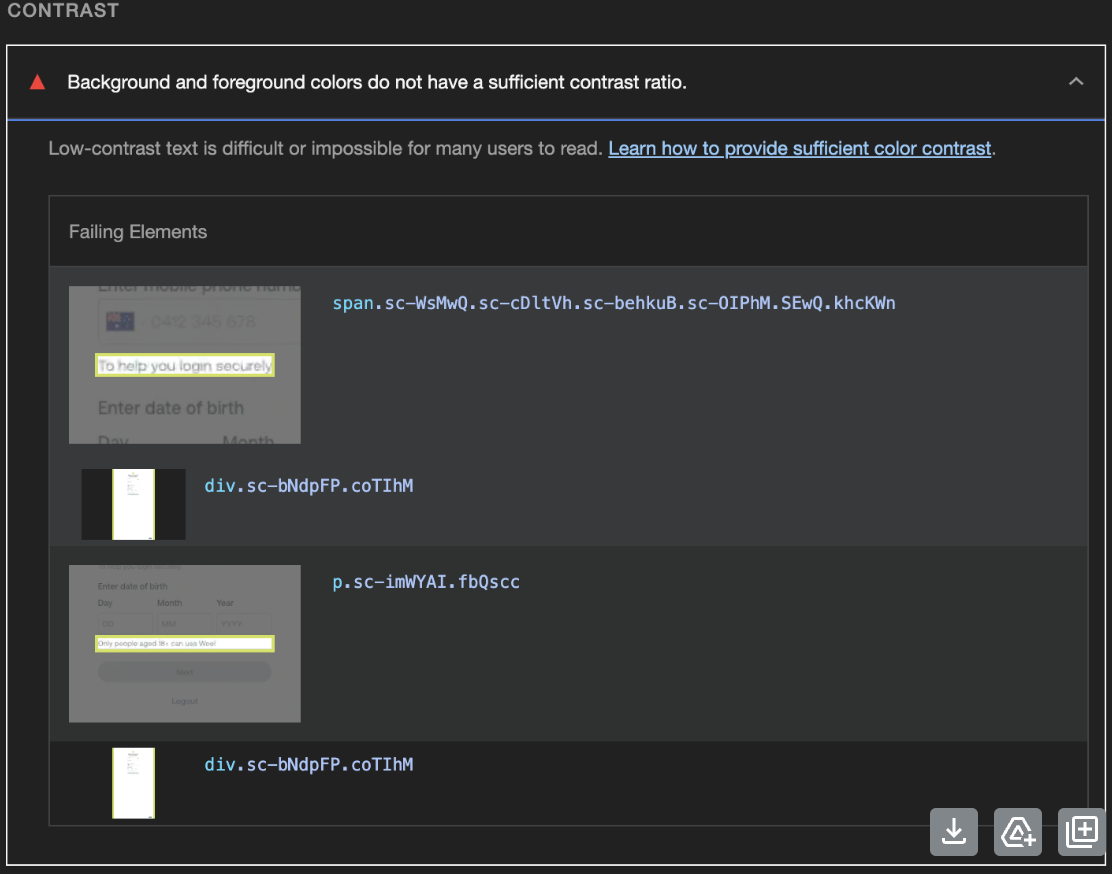 CONTRAST
Background and foreground colors do not have a sufficient contrast ratio.
Low-contrast text is difficult or impossible for many users to read. Learn how to provide sufficient color contrast.
Failing Elements
Enter mobile phone numb
span.sc-WsMwQ.sc-cDltVh.sc-behkuB.sc-OIPhM.SEwQ.khcKWn
0412 345 678
To help you login securely
Enter date of birth
Day Month
div.sc-bNdpFP.coTIhM
p.sc-imWYAI.fbQscc
Enter date of birth
Day Month Year
DD MM YYYY
Only people aged 18+ can use Weel
Next
Logout
div.sc-bNdpFP.coTIhM